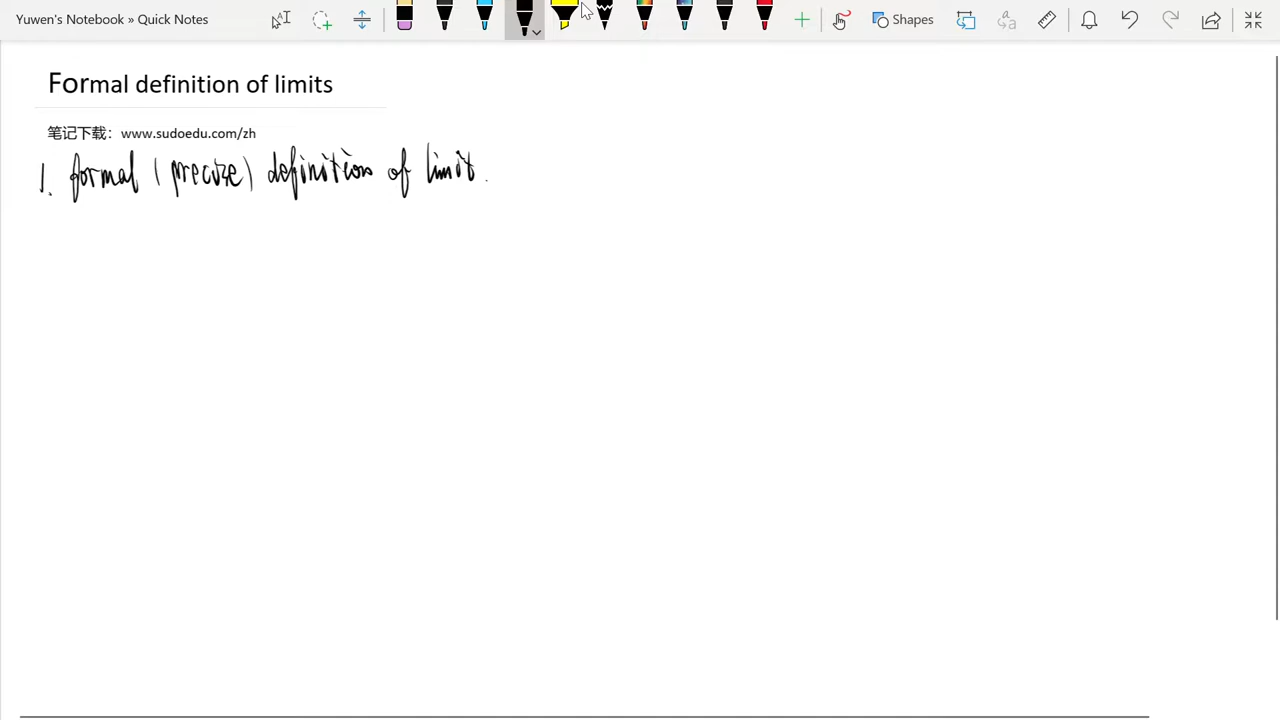 Yuwen's Notebook » Quick Notes
Shapes
Formal definition of limits
笔记下载：www.sudoedu.com/zh
1. formal (precise) definition of limit.